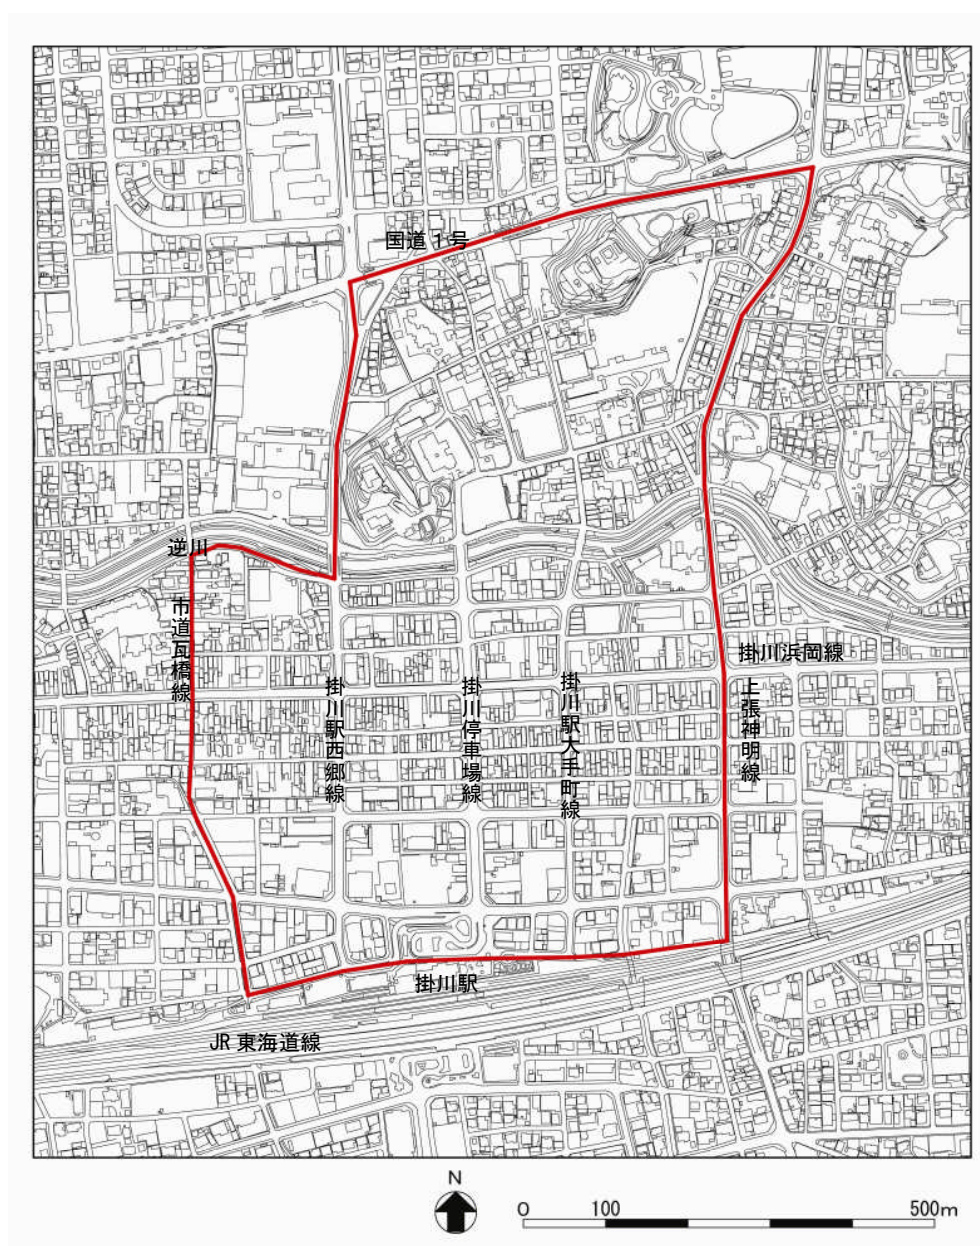 国道1号
逆川
市道瓦橋線
掛川浜岡線
掛川駅西郷線
掛川停車場線
掛川駅大手町線
上張神明線
掛川駅
JR 東海道線
N
0 100 500m